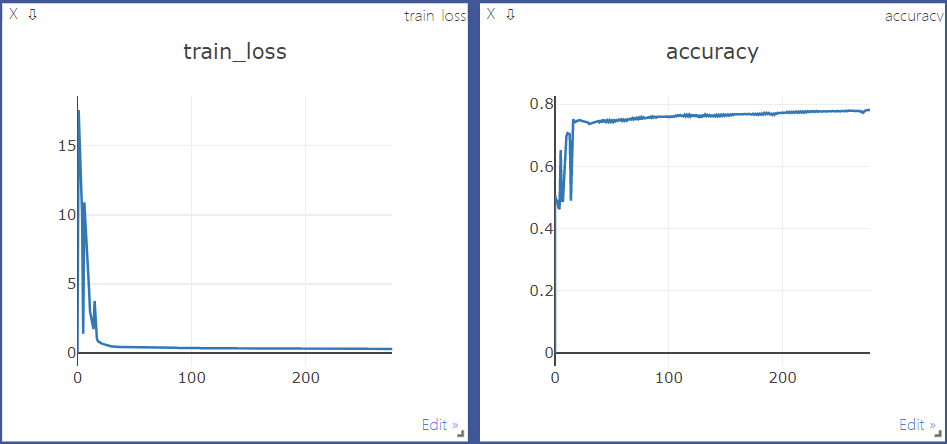 X ⇩ train_loss
train_loss
15
10
5
0
0 100 200
Edit »
X ⇩ accuracy
accuracy
0.8
0.6
0.4
0.2
0
0 100 200
Edit »